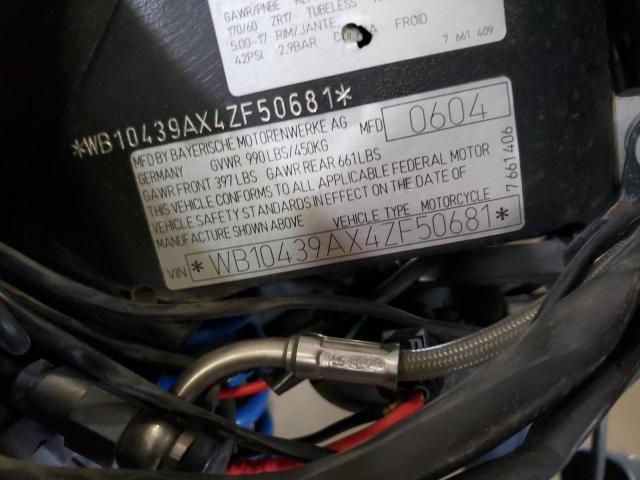 GAWR/PNBE
170/60 ZR17 TUBELESS
5.00-17 RIM/JANTE
42PSI 2.9BAR COLD/A FROID
7 661 409
*WB10439AX4ZF50681*
MFD BY BAYERISCHE MOTORENWERKE AG MFD 0604
GERMANY GVWR 990 LBS/450KG
GAWR FRONT 397 LBS GAWR REAR 661 LBS
THIS VEHICLE CONFORMS TO ALL APPLICABLE FEDERAL MOTOR
VEHICLE SAFETY STANDARDS IN EFFECT ON THE DATE OF
MANUFACTURE SHOWN ABOVE VEHICLE TYPE MOTORCYCLE
VIN *WB10439AX4ZF50681*
7 661 406